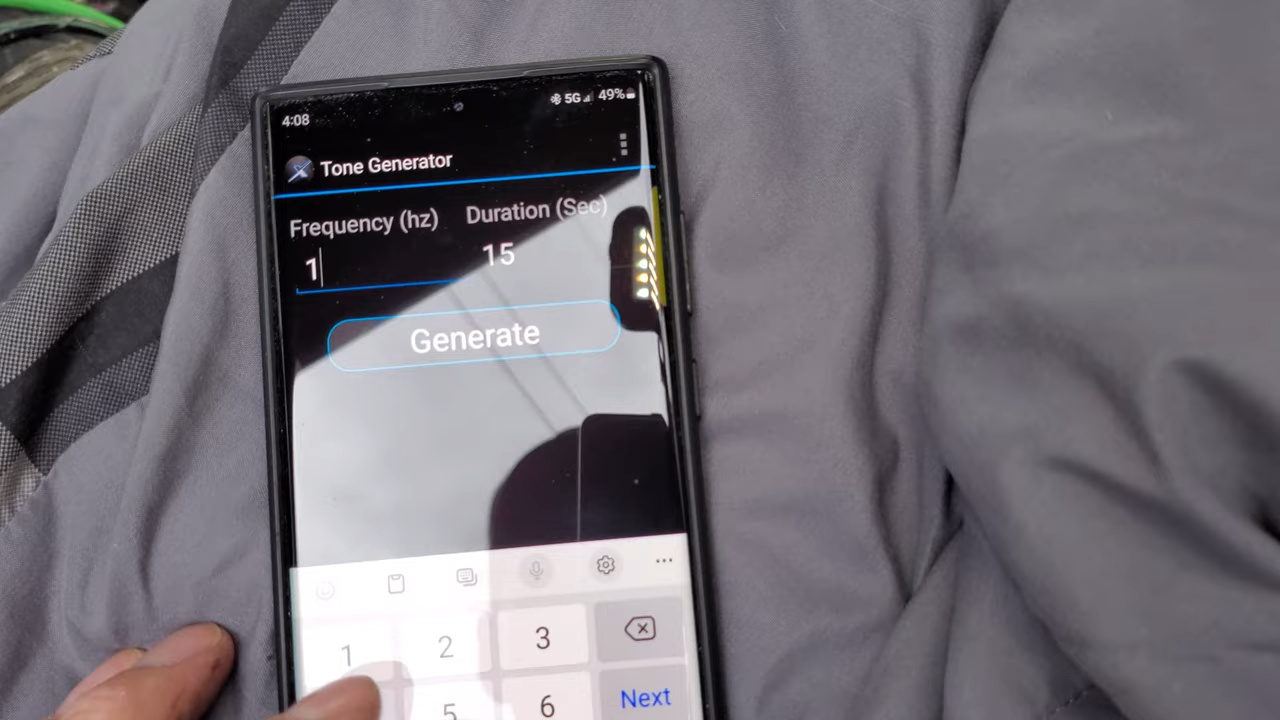 4:08
5G 49%
Tone Generator
Frequency (hz) Duration (Sec)
1 15
Generate
1 2 3
5 6 Next